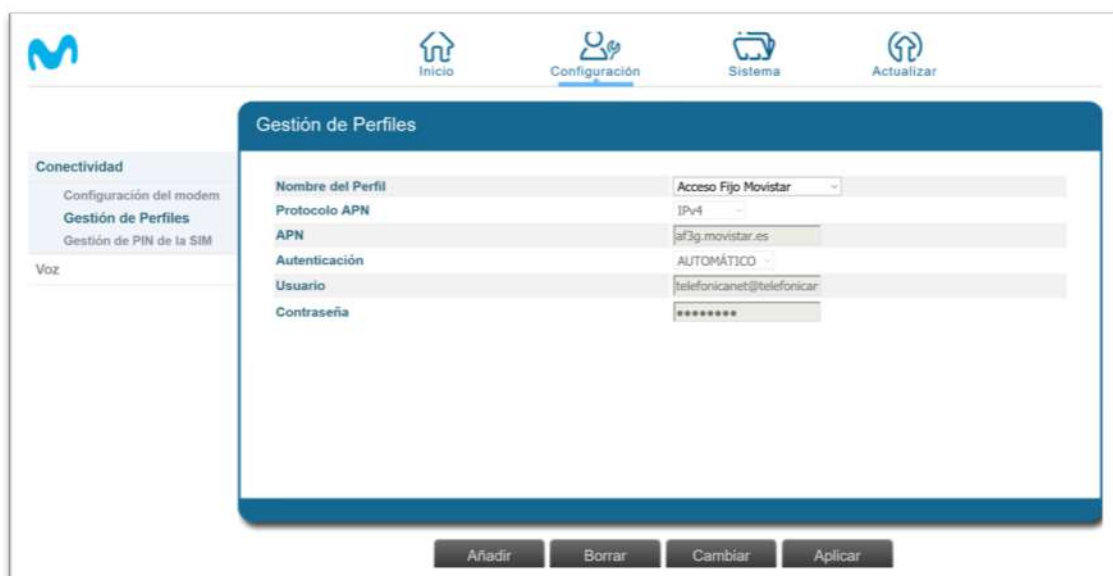 Inicio
Configuración
Sistema
Actualizar
Gestión de Perfiles
Conectividad
Configuración del modem
Gestión de Perfiles
Gestión de PIN de la SIM
Voz
Nombre del Perfil Acceso Fijo Movistar
Protocolo APN IPv4
APN af3g.movistar.es
Autenticación AUTOMÁTICO
Usuario telefonicanet@telefonicar
Contraseña ••••••••
Añadir
Borrar
Cambiar
Aplicar